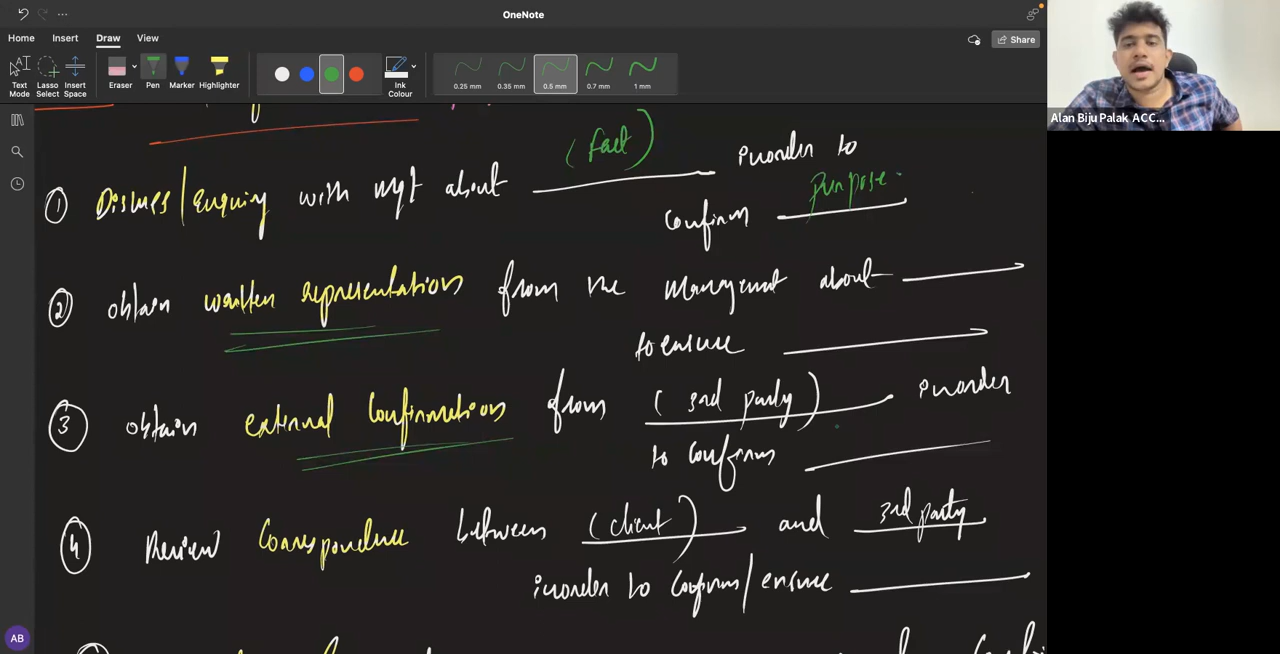 OneNote
Home Insert Draw View
Share
Text Mode Lasso Select Insert Space Eraser Pen Marker Highlighter Ink Colour 0.25 mm 0.35 mm 0.5 mm 0.7 mm 1 mm
Alan Biju Palak ACC...
① Discuss/Enquiry with mgt about (fact) inorder to
confirm purpose.
② obtain written representations from the management about
to ensure
③ obtain external confirmations from (3rd party) inorder
to confirm
④ Review Correspondence between (client) and 3rd party
inorder to confirm/ensure
AB